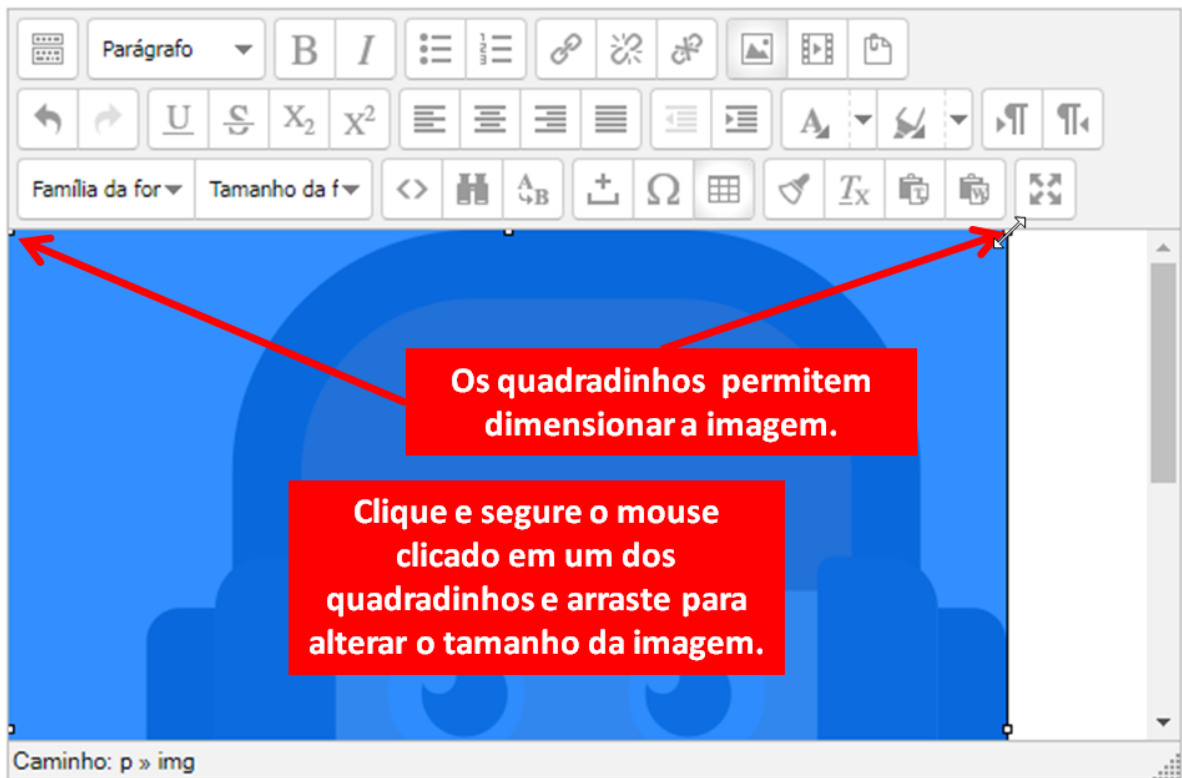 Parágrafo
B I
U S X₂ X²
A
Família da for Tamanho da f
Ω
Os quadradinhos permitem
dimensionar a imagem.
Clique e segure o mouse
clicado em um dos
quadradinhos e arraste para
alterar o tamanho da imagem.
Caminho: p » img